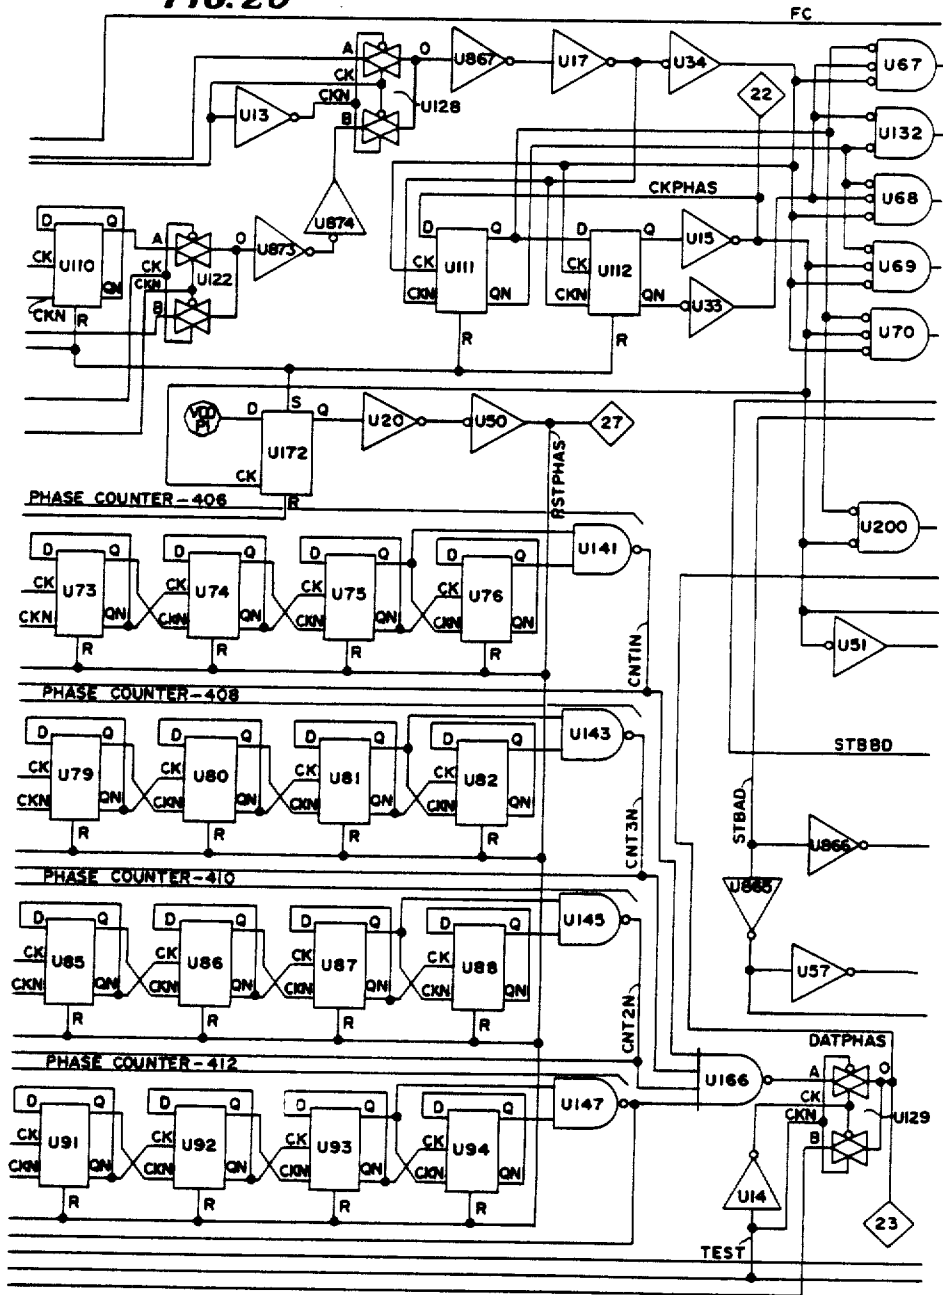 FC
A
O
U867
U17
U34
U67
CK
CKN
U13
U128
B
22
U132
U874
CKPHAS
U68
D
Q
U110
QN
CKN
R
A
O
CK
CKN
U122
B
U873
D
Q
U111
CK
CKN
QN
R
D
Q
U112
CK
CKN
QN
R
U15
U33
U69
U70
S
D
Q
U172
CK
R
U20
U50
27
RSTPHAS
U200
U51
PHASE COUNTER-406
D
Q
CK
U73
CKN
QN
R
D
Q
CK
U74
CKN
QN
R
D
Q
CK
U75
CKN
QN
R
D
Q
CK
U76
CKN
QN
R
U141
CNT1N
PHASE COUNTER-408
D
Q
CK
U79
CKN
QN
R
D
Q
CK
U80
CKN
QN
R
D
Q
CK
U81
CKN
QN
R
D
Q
CK
U82
CKN
QN
R
U143
CNT3N
STBBD
STBAD
U866
U865
U57
PHASE COUNTER-410
D
Q
CK
U85
CKN
QN
R
D
Q
CK
U86
CKN
QN
R
D
Q
CK
U87
CKN
QN
R
D
Q
CK
U88
CKN
QN
R
U145
CNT2N
PHASE COUNTER-412
D
Q
CK
U91
CKN
QN
R
D
Q
CK
U92
CKN
QN
R
D
Q
CK
U93
CKN
QN
R
D
Q
CK
U94
CKN
QN
R
U147
U166
DATPHAS
A
O
CK
CKN
U129
B
U14
TEST
23